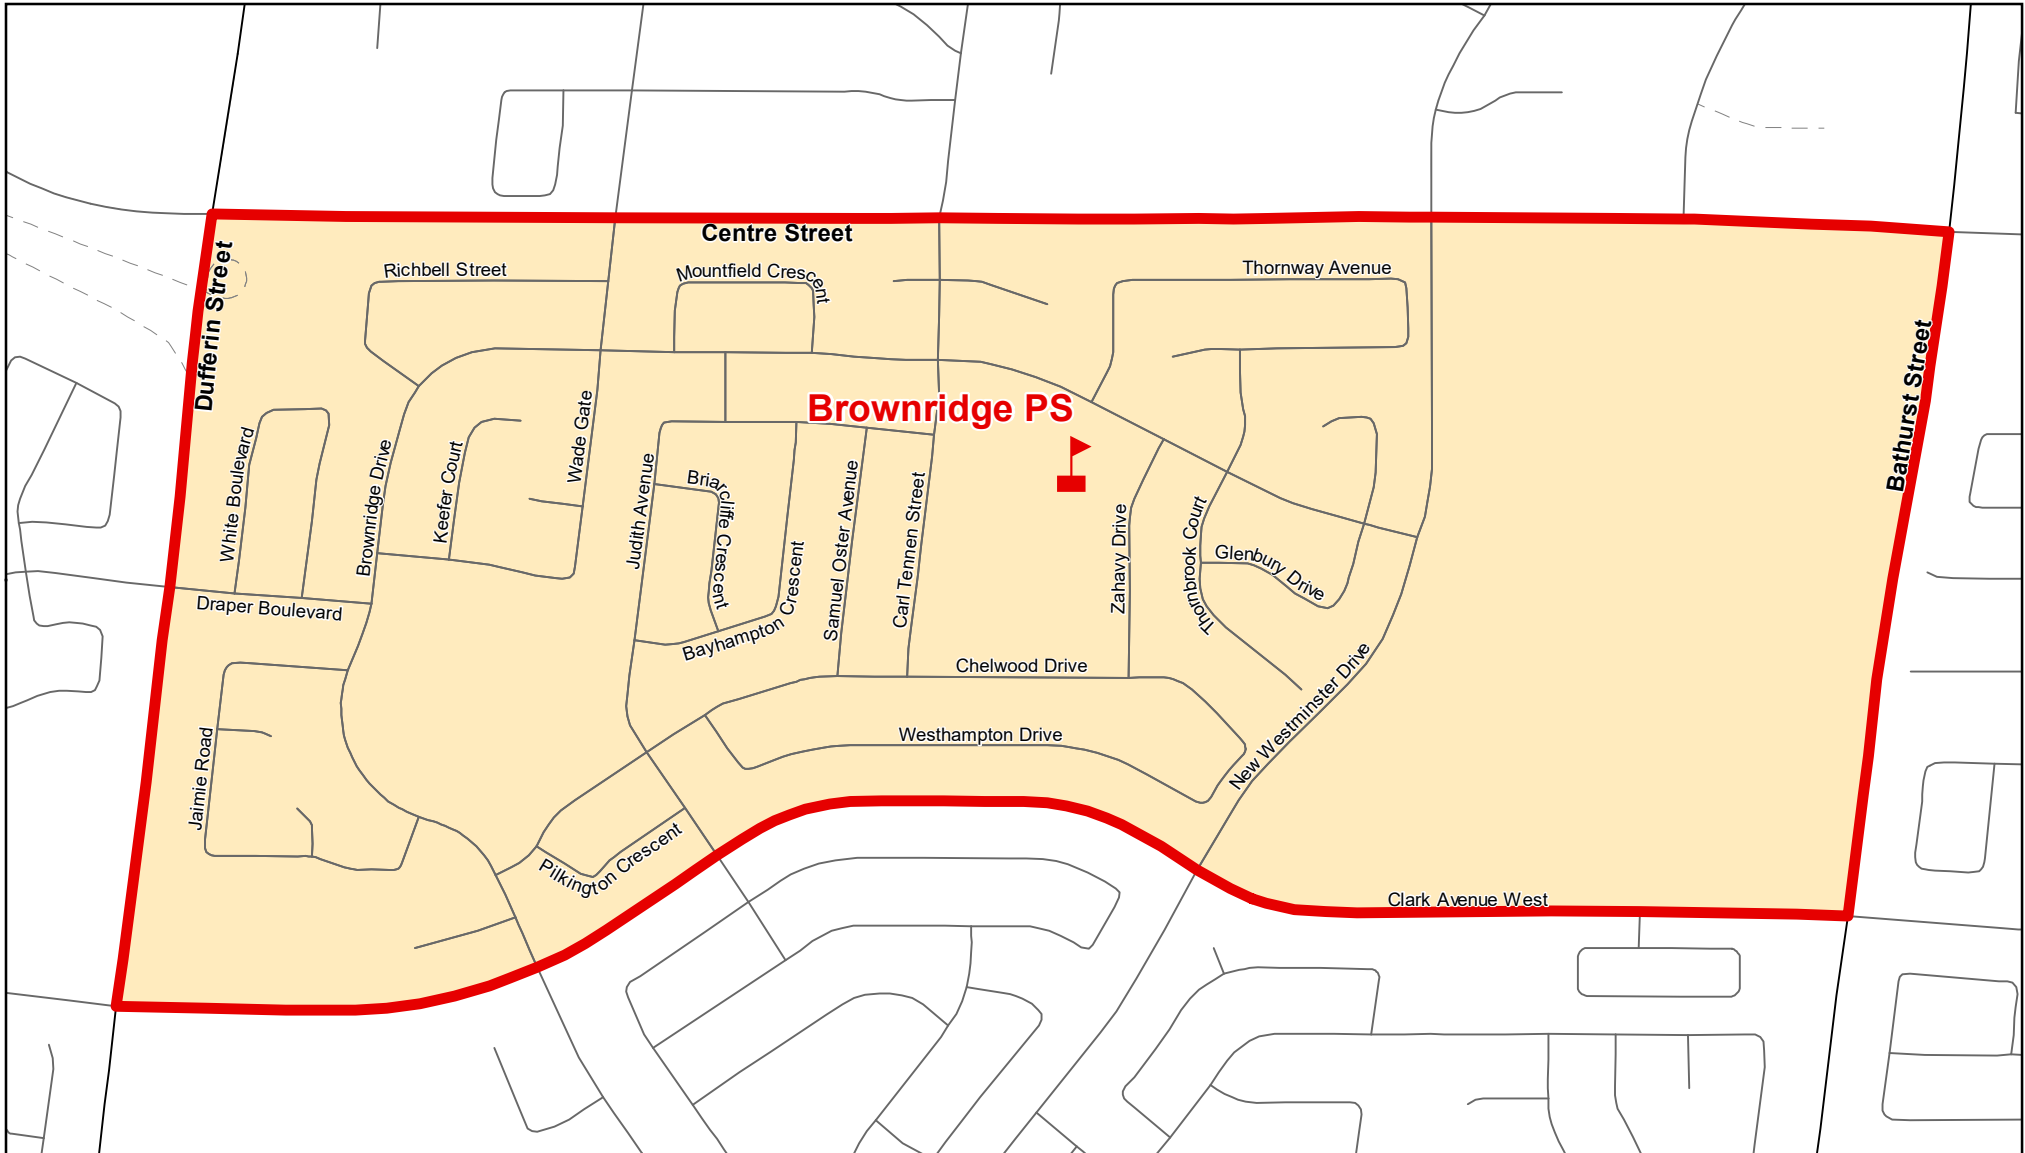 Centre Street
Richbell Street
Mountfield Crescent
Thornway Avenue
Dufferin Street
Bathurst Street
Brownridge PS
White Boulevard
Brownridge Drive
Keefer Court
Wade Gate
Judith Avenue
Briarcliffe Crescent
Samuel Oster Avenue
Carl Tennen Street
Zahavy Drive
Thornbrook Court
Glenbury Drive
Draper Boulevard
Bayhampton Crescent
Chelwood Drive
New Westminster Drive
Westhampton Drive
Jaimie Road
Pilkington Crescent
Clark Avenue West